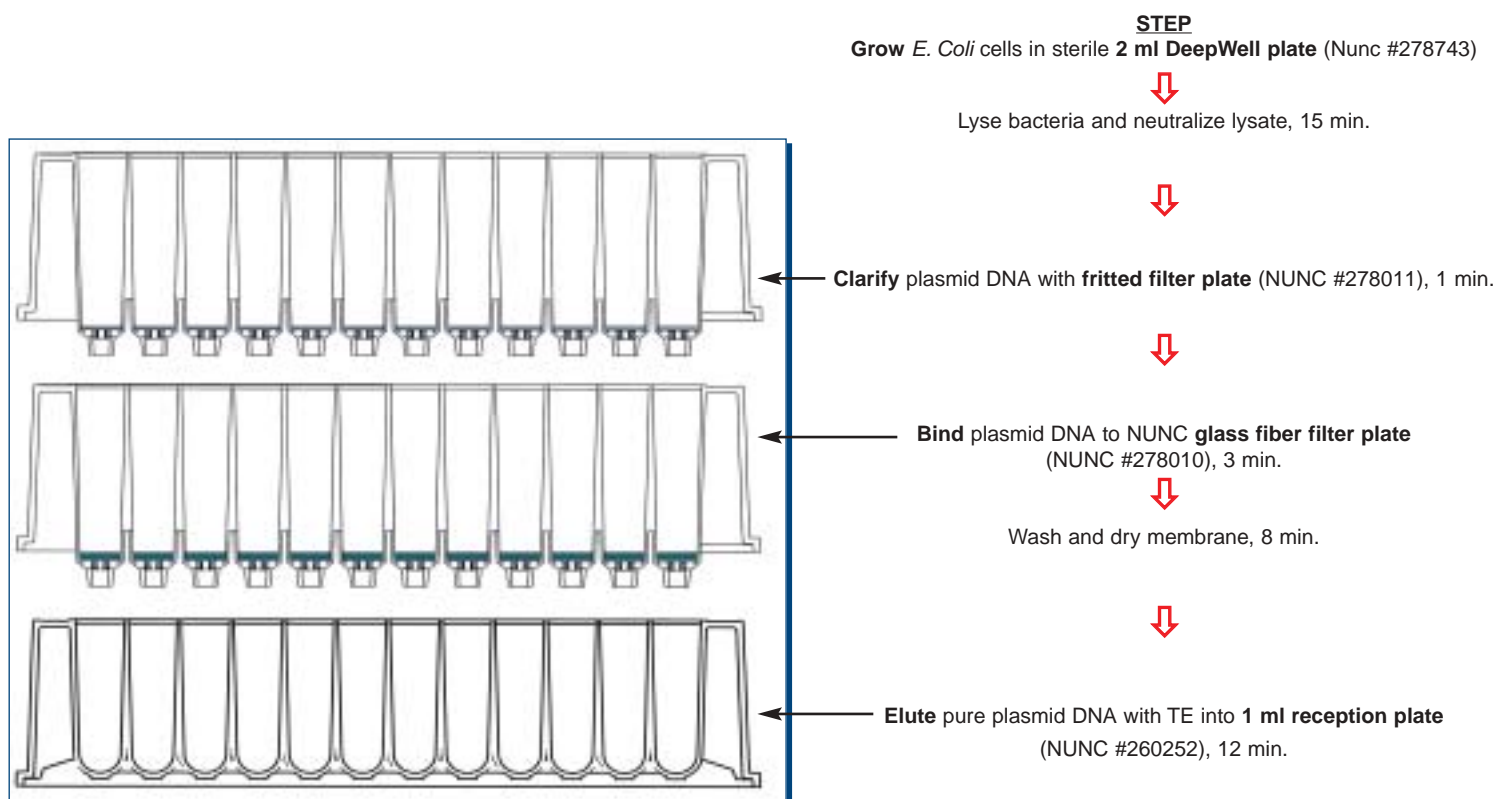 STEP
Grow E. Coli cells in sterile 2 ml DeepWell plate (Nunc #278743)
Lyse bacteria and neutralize lysate, 15 min.
Clarify plasmid DNA with fritted filter plate (NUNC #278011), 1 min.
Bind plasmid DNA to NUNC glass fiber filter plate
(NUNC #278010), 3 min.
Wash and dry membrane, 8 min.
Elute pure plasmid DNA with TE into 1 ml reception plate
(NUNC #260252), 12 min.